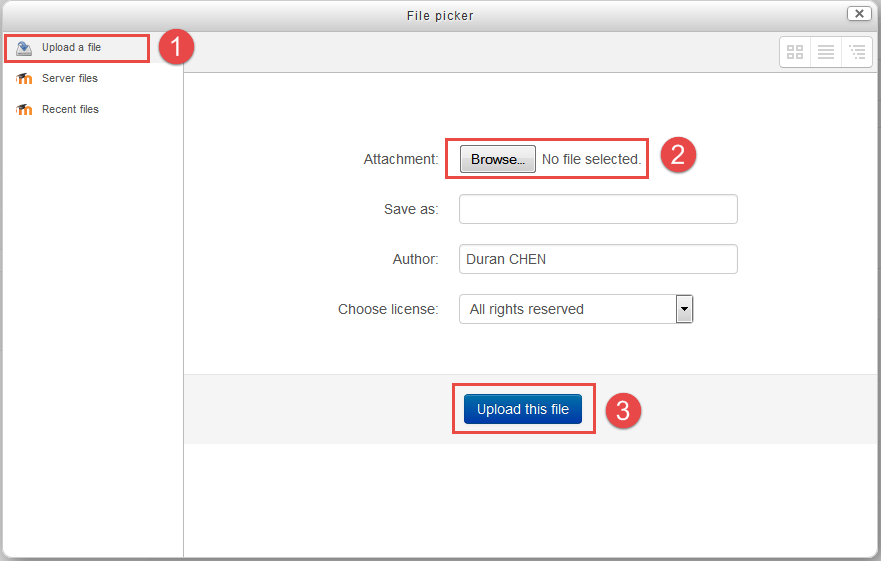 File picker
Upload a file
1
Server files
Recent files
Attachment: Browse... No file selected.
2
Save as:
Author: Duran CHEN
Choose license: All rights reserved
Upload this file
3